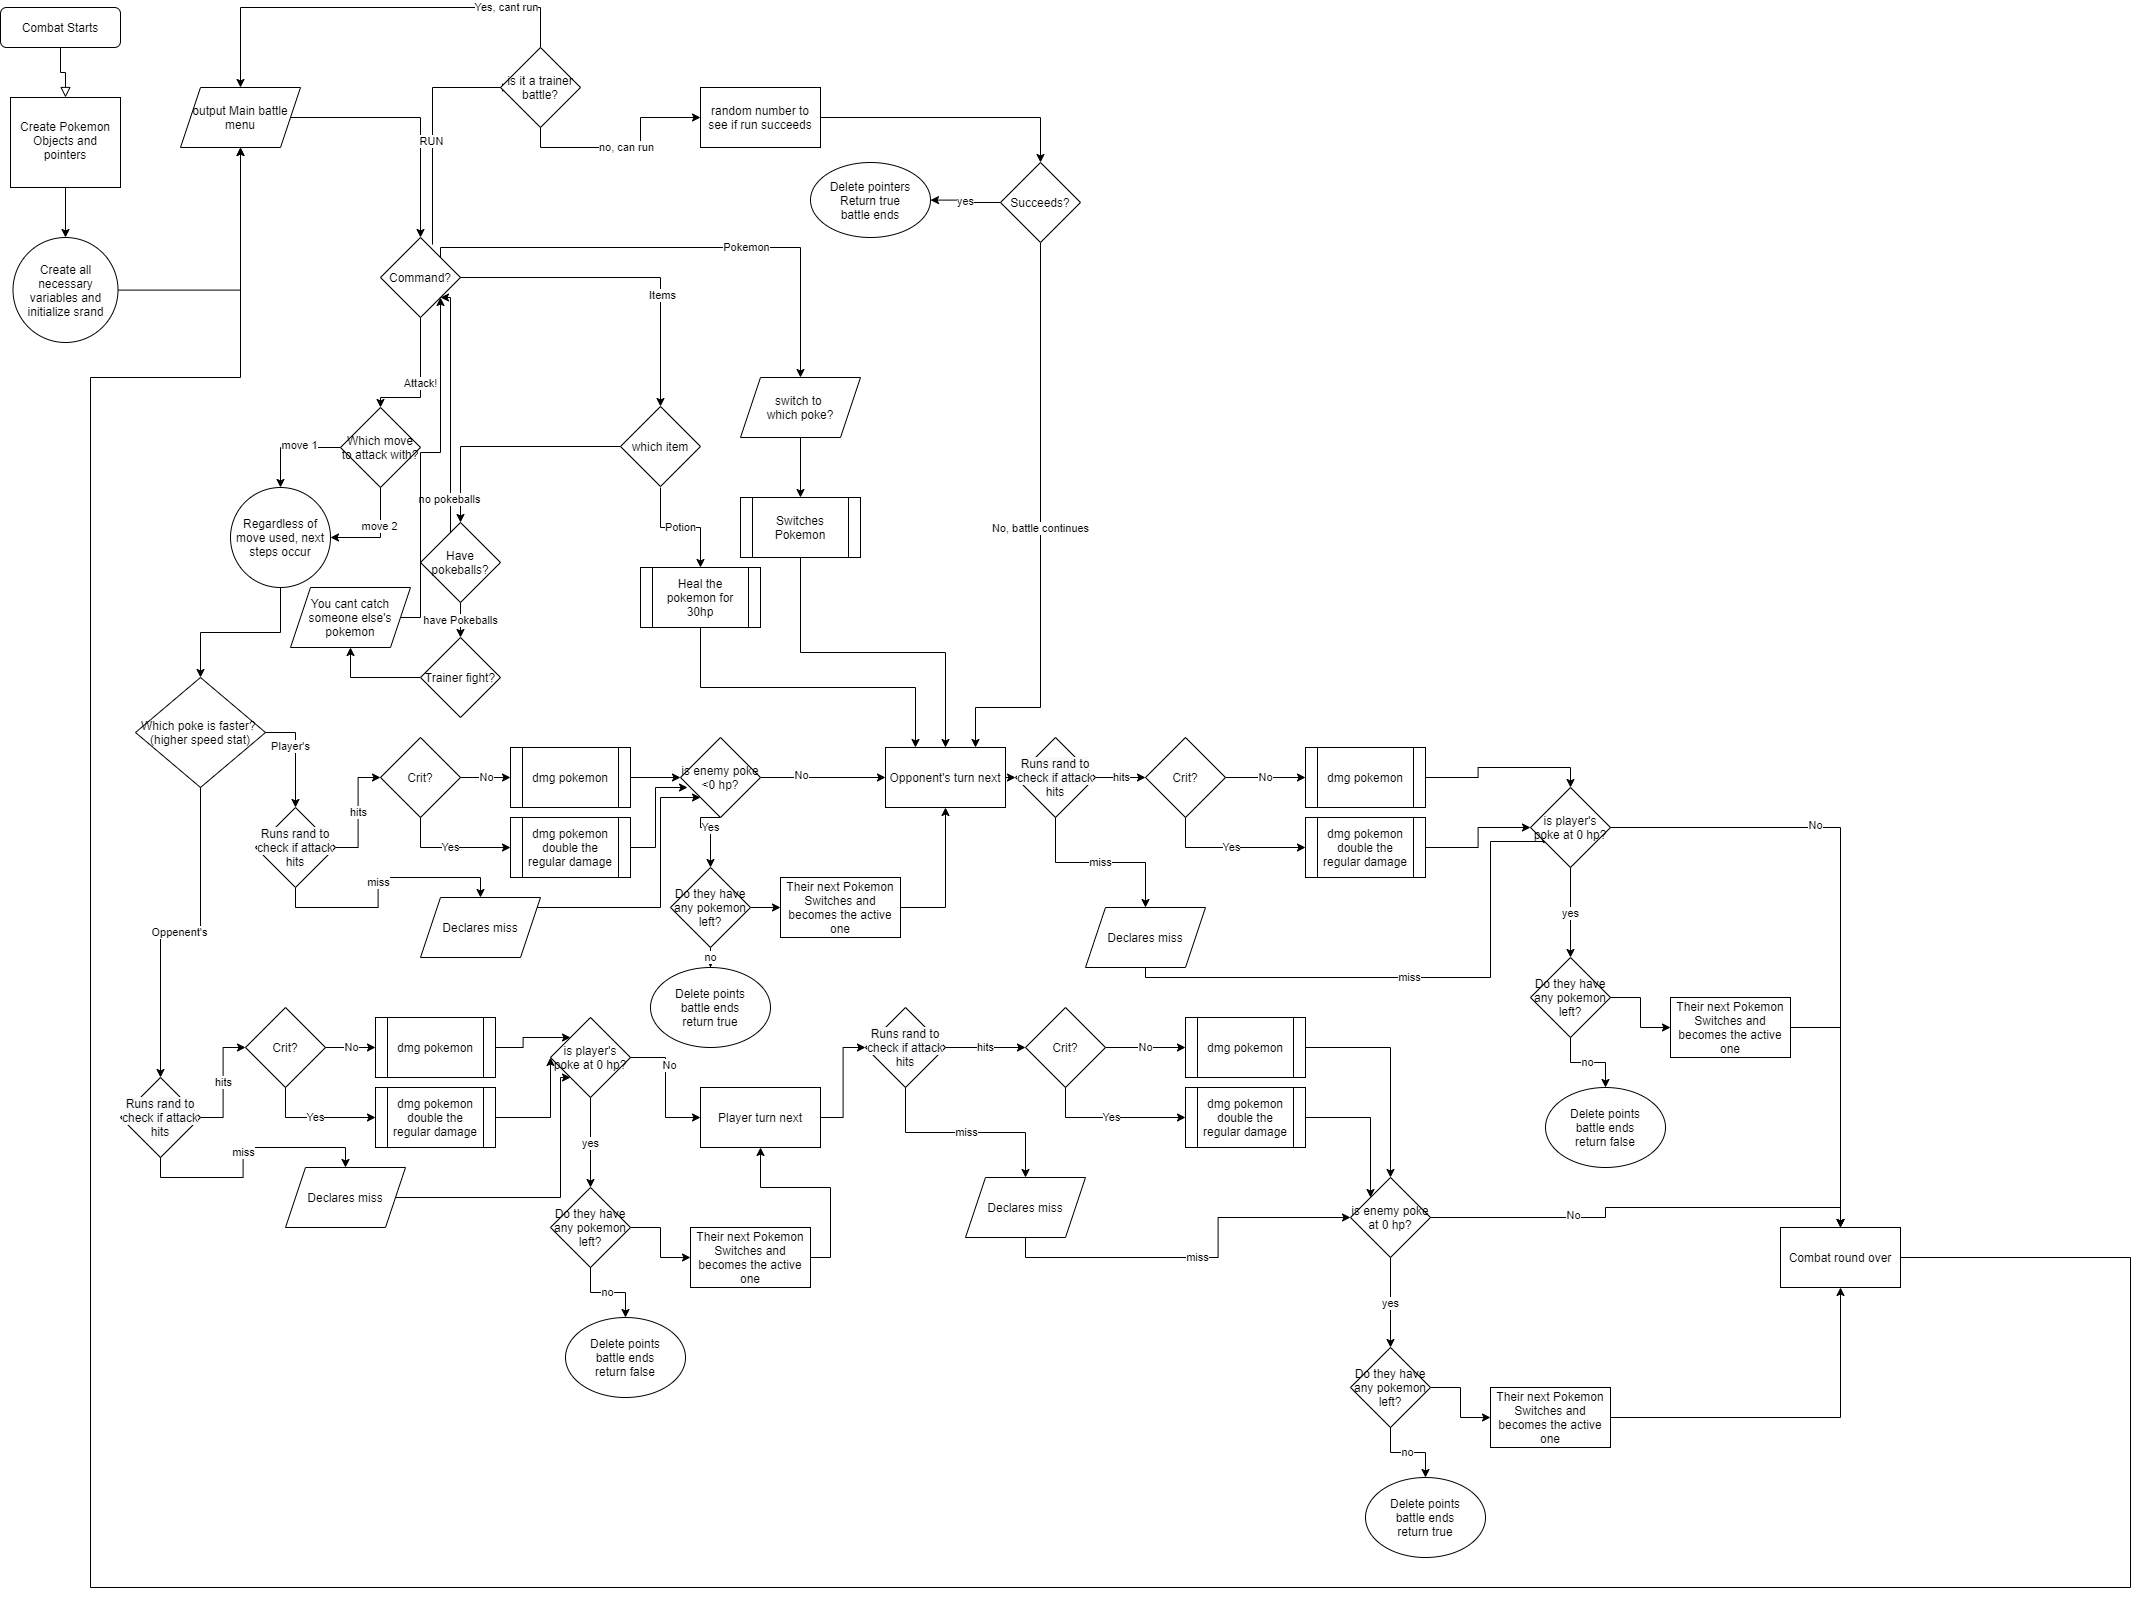 Yes, cant run
Combat Starts
is it a trainer
battle?
output Main battle
menu
random number to
see if run succeeds
RUN
no, can run
Create Pokemon
Objects and
pointers
Delete pointers
Return true
battle ends
yes
Succeeds?
Pokemon
Create all
necessary
variables and
initialize srand
Command?
Items
Attack!
switch to
which poke?
move 1
Which move
to attack with?
which item
no pokeballs
Regardless of
move used, next
steps occur
move 2
Potion
Switches
Pokemon
No, battle continues
Have
pokeballs?
Heal the
pokemon for
30hp
You cant catch
someone else's
pokemon
have Pokeballs
Trainer fight?
Which poke is faster?
(higher speed stat)
Player's
Crit?
No
dmg pokemon
is enemy poke
<0 hp?
No
Opponent's turn next
Runs rand to
check if attack
hits
hits
Crit?
No
dmg pokemon
hits
Runs rand to
check if attack
hits
Yes
dmg pokemon
double the
regular damage
Yes
miss
Yes
dmg pokemon
double the
regular damage
is player's
poke at 0 hp?
No
miss
Declares miss
Do they have
any pokemon
left?
Their next Pokemon
Switches and
becomes the active
one
Declares miss
yes
Oppenent's
no
miss
Delete points
battle ends
return true
Do they have
any pokemon
left?
Their next Pokemon
Switches and
becomes the active
one
Crit?
No
dmg pokemon
is player's
poke at 0 hp?
No
Runs rand to
check if attack
hits
hits
Crit?
No
dmg pokemon
no
hits
Runs rand to
check if attack
hits
Yes
dmg pokemon
double the
regular damage
Player turn next
Yes
dmg pokemon
double the
regular damage
Delete points
battle ends
return false
miss
yes
miss
Declares miss
Do they have
any pokemon
left?
Declares miss
is enemy poke
at 0 hp?
No
Their next Pokemon
Switches and
becomes the active
one
miss
Combat round over
no
yes
Delete points
battle ends
return false
Do they have
any pokemon
left?
Their next Pokemon
Switches and
becomes the active
one
no
Delete points
battle ends
return true